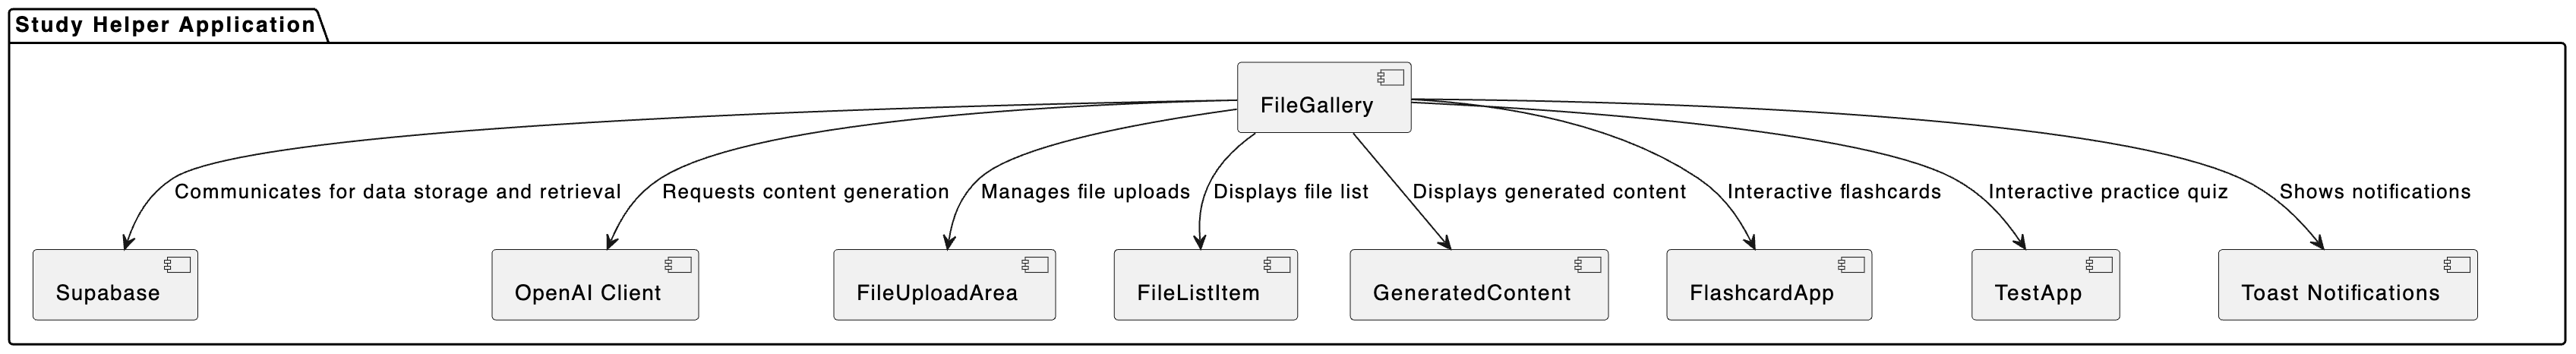 Study Helper Application
FileGallery
Communicates for data storage and retrieval
Requests content generation
Manages file uploads
Displays file list
Displays generated content
Interactive flashcards
Interactive practice quiz
Shows notifications
Supabase
OpenAI Client
FileUploadArea
FileListItem
GeneratedContent
FlashcardApp
TestApp
Toast Notifications